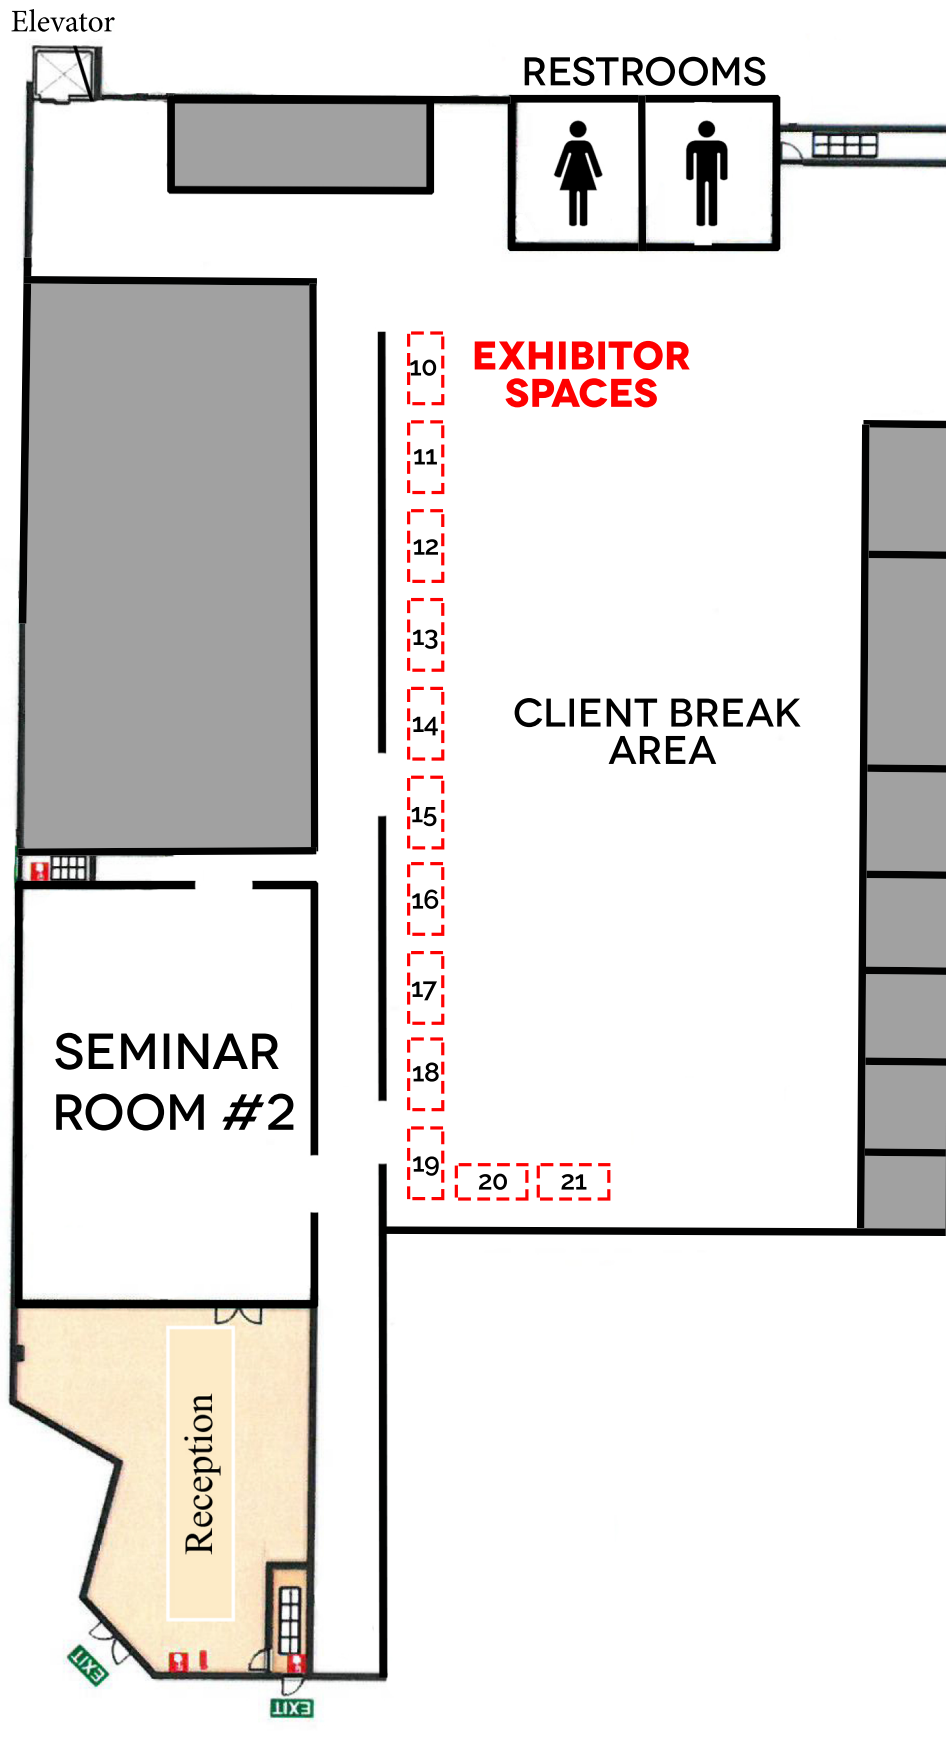 Elevator
RESTROOMS
10
EXHIBITOR
SPACES
11
12
13
14
CLIENT BREAK
AREA
15
16
17
SEMINAR
ROOM #2
18
19
20
21
Reception
EXIT
EXIT